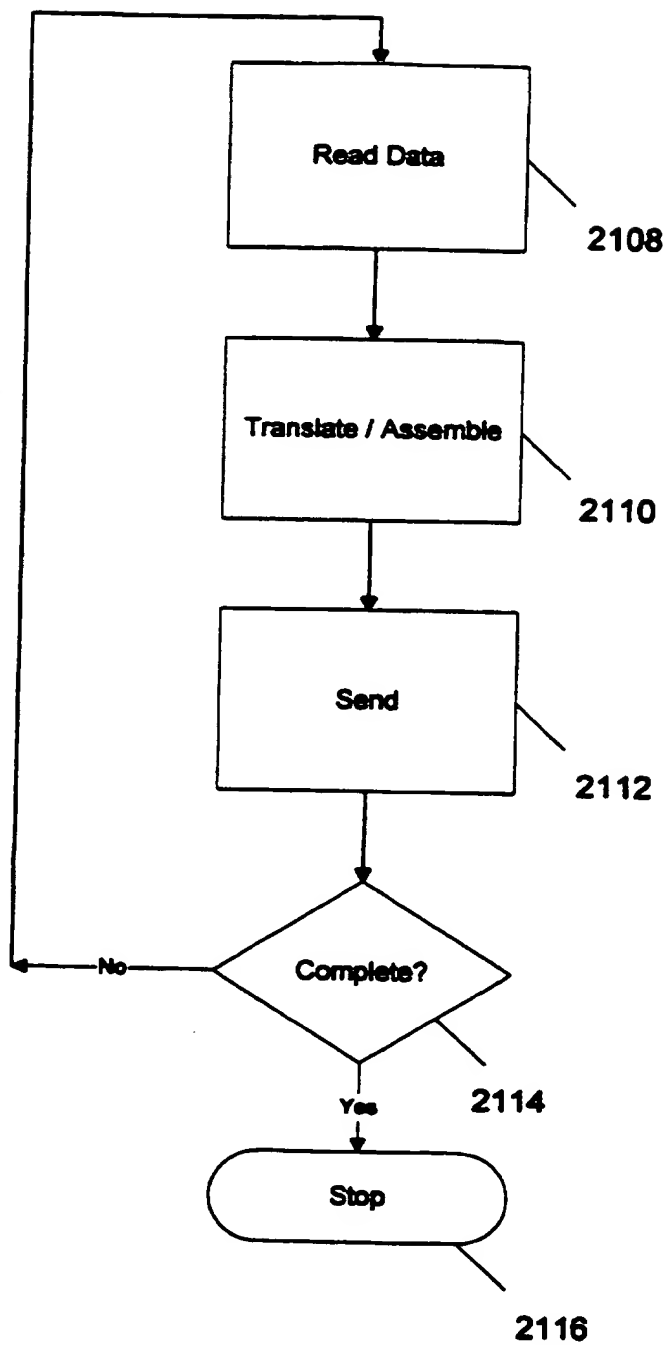 Read Data
2108
Translate / Assemble
2110
Send
2112
Complete?
No
2114
Yes
Stop
2116